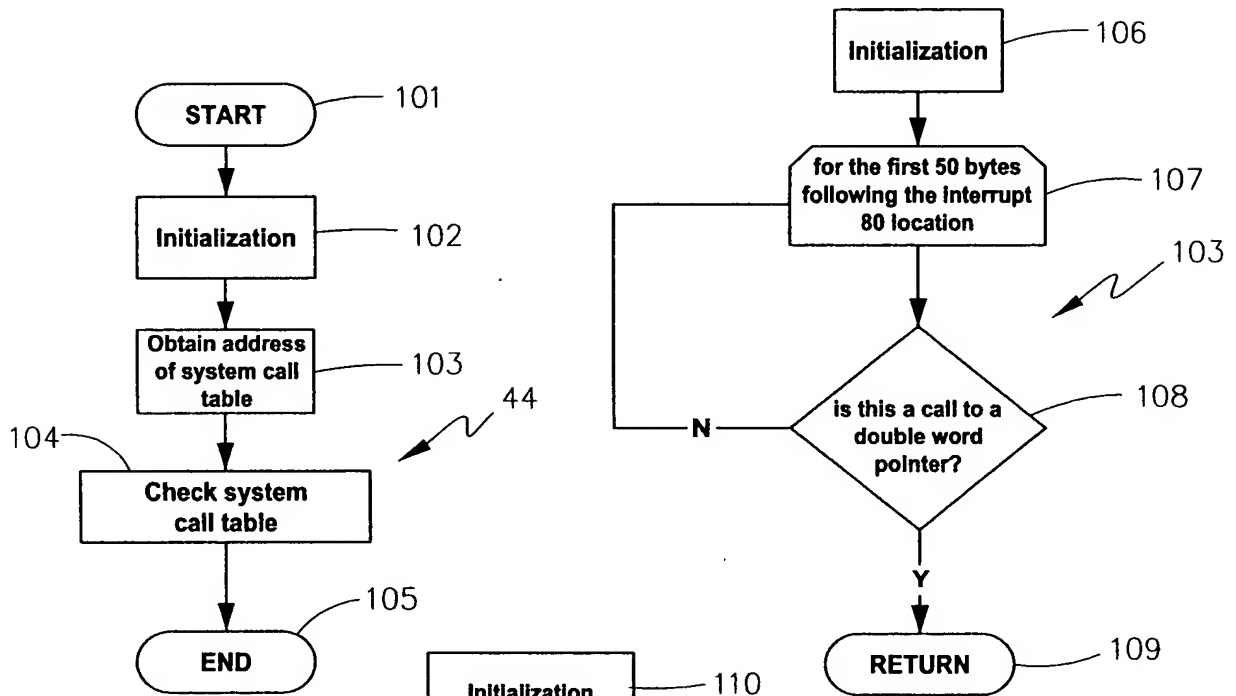 START
101
Initialization
102
Obtain address
of system call
table
103
44
104
Check system
call table
END
105
Initialization
106
for the first 50 bytes
following the interrupt
80 location
107
103
is this a call to a
double word
pointer?
108
N
Y
RETURN
109
Initialization
110